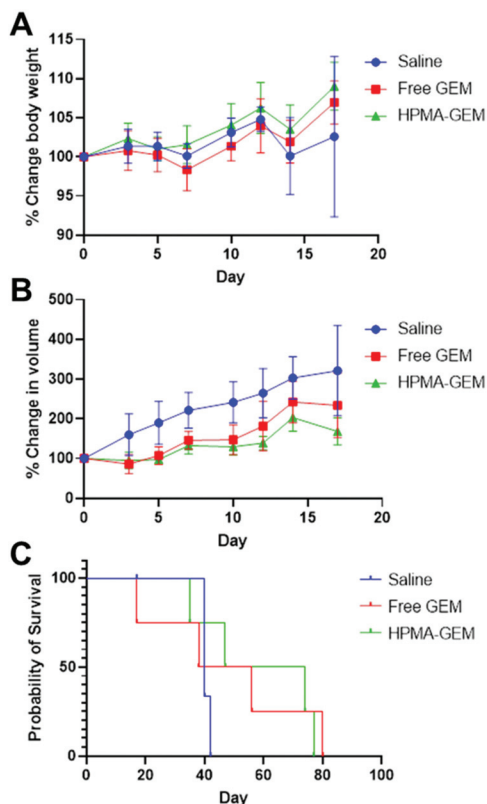 A
% Change body weight
115
110
105
100
95
90
0
5
10
15
20
Day
Saline
Free GEM
HPMA-GEM
B
% Change in volume
500
400
300
200
100
0
0
5
10
15
20
Day
Saline
Free GEM
HPMA-GEM
C
Probability of Survival
100
50
0
0
20
40
60
80
100
Day
Saline
Free GEM
HPMA-GEM